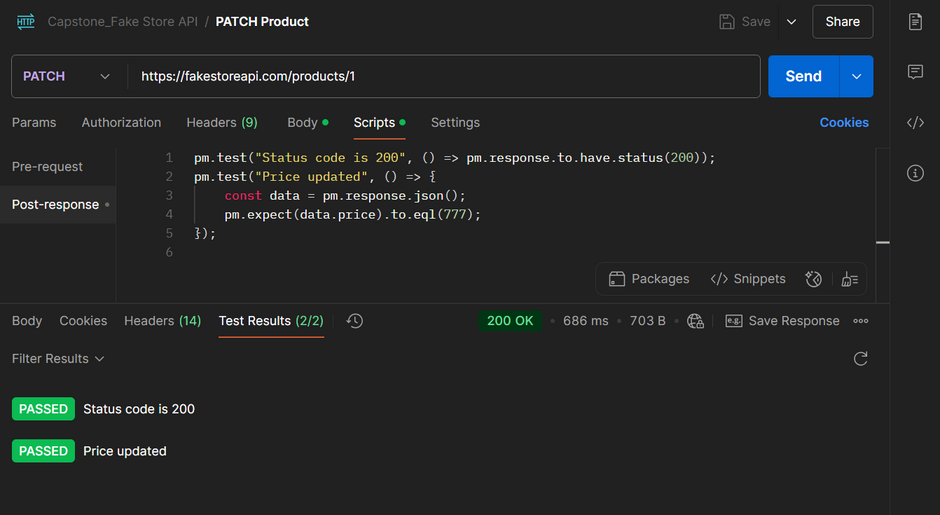 HTTP Capstone_Fake Store API / PATCH Product Save Share
PATCH https://fakestoreapi.com/products/1 Send
Params Authorization Headers (9) Body Scripts Settings Cookies
Pre-request
Post-response
1 pm.test("Status code is 200", () => pm.response.to.have.status(200));
2 pm.test("Price updated", () => {
3 const data = pm.response.json();
4 pm.expect(data.price).to.eql(777);
5 });
6
Packages </> Snippets
Body Cookies Headers (14) Test Results (2/2) 200 OK • 686 ms • 703 B • e.g. Save Response
Filter Results
PASSED Status code is 200
PASSED Price updated